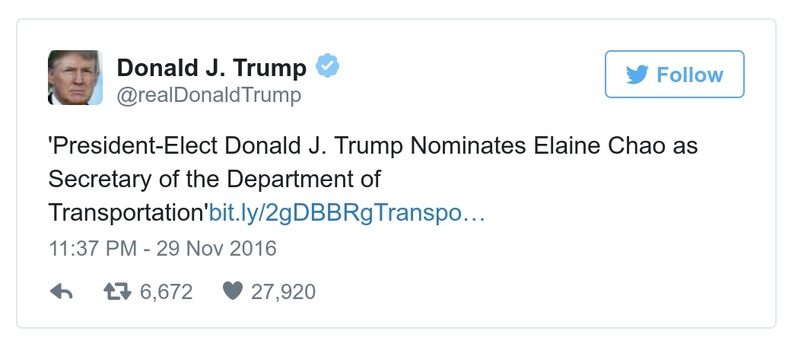 Donald J. Trump
@realDonaldTrump
Follow
'President-Elect Donald J. Trump Nominates Elaine Chao as
Secretary of the Department of
Transportation'bit.ly/2gDBBRgTranspo…
11:37 PM - 29 Nov 2016
6,672 27,920